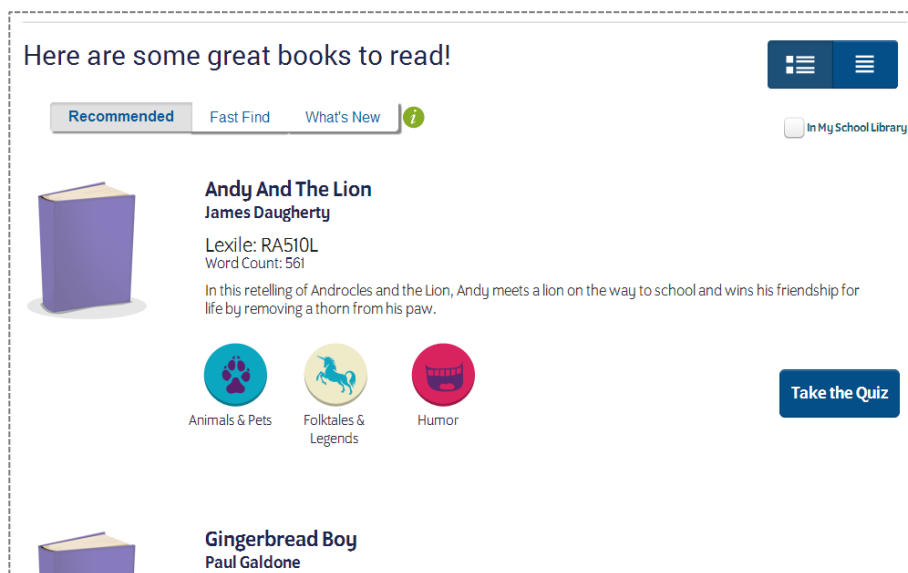 Here are some great books to read!
Recommended
Fast Find
What's New
i
In My School Library
Andy And The Lion
James Daugherty
Lexile: RA510L
Word Count: 561
In this retelling of Androcles and the Lion, Andy meets a lion on the way to school and wins his friendship for
life by removing a thorn from his paw.
Animals & Pets
Folktales &
Legends
Humor
Take the Quiz
Gingerbread Boy
Paul Galdone